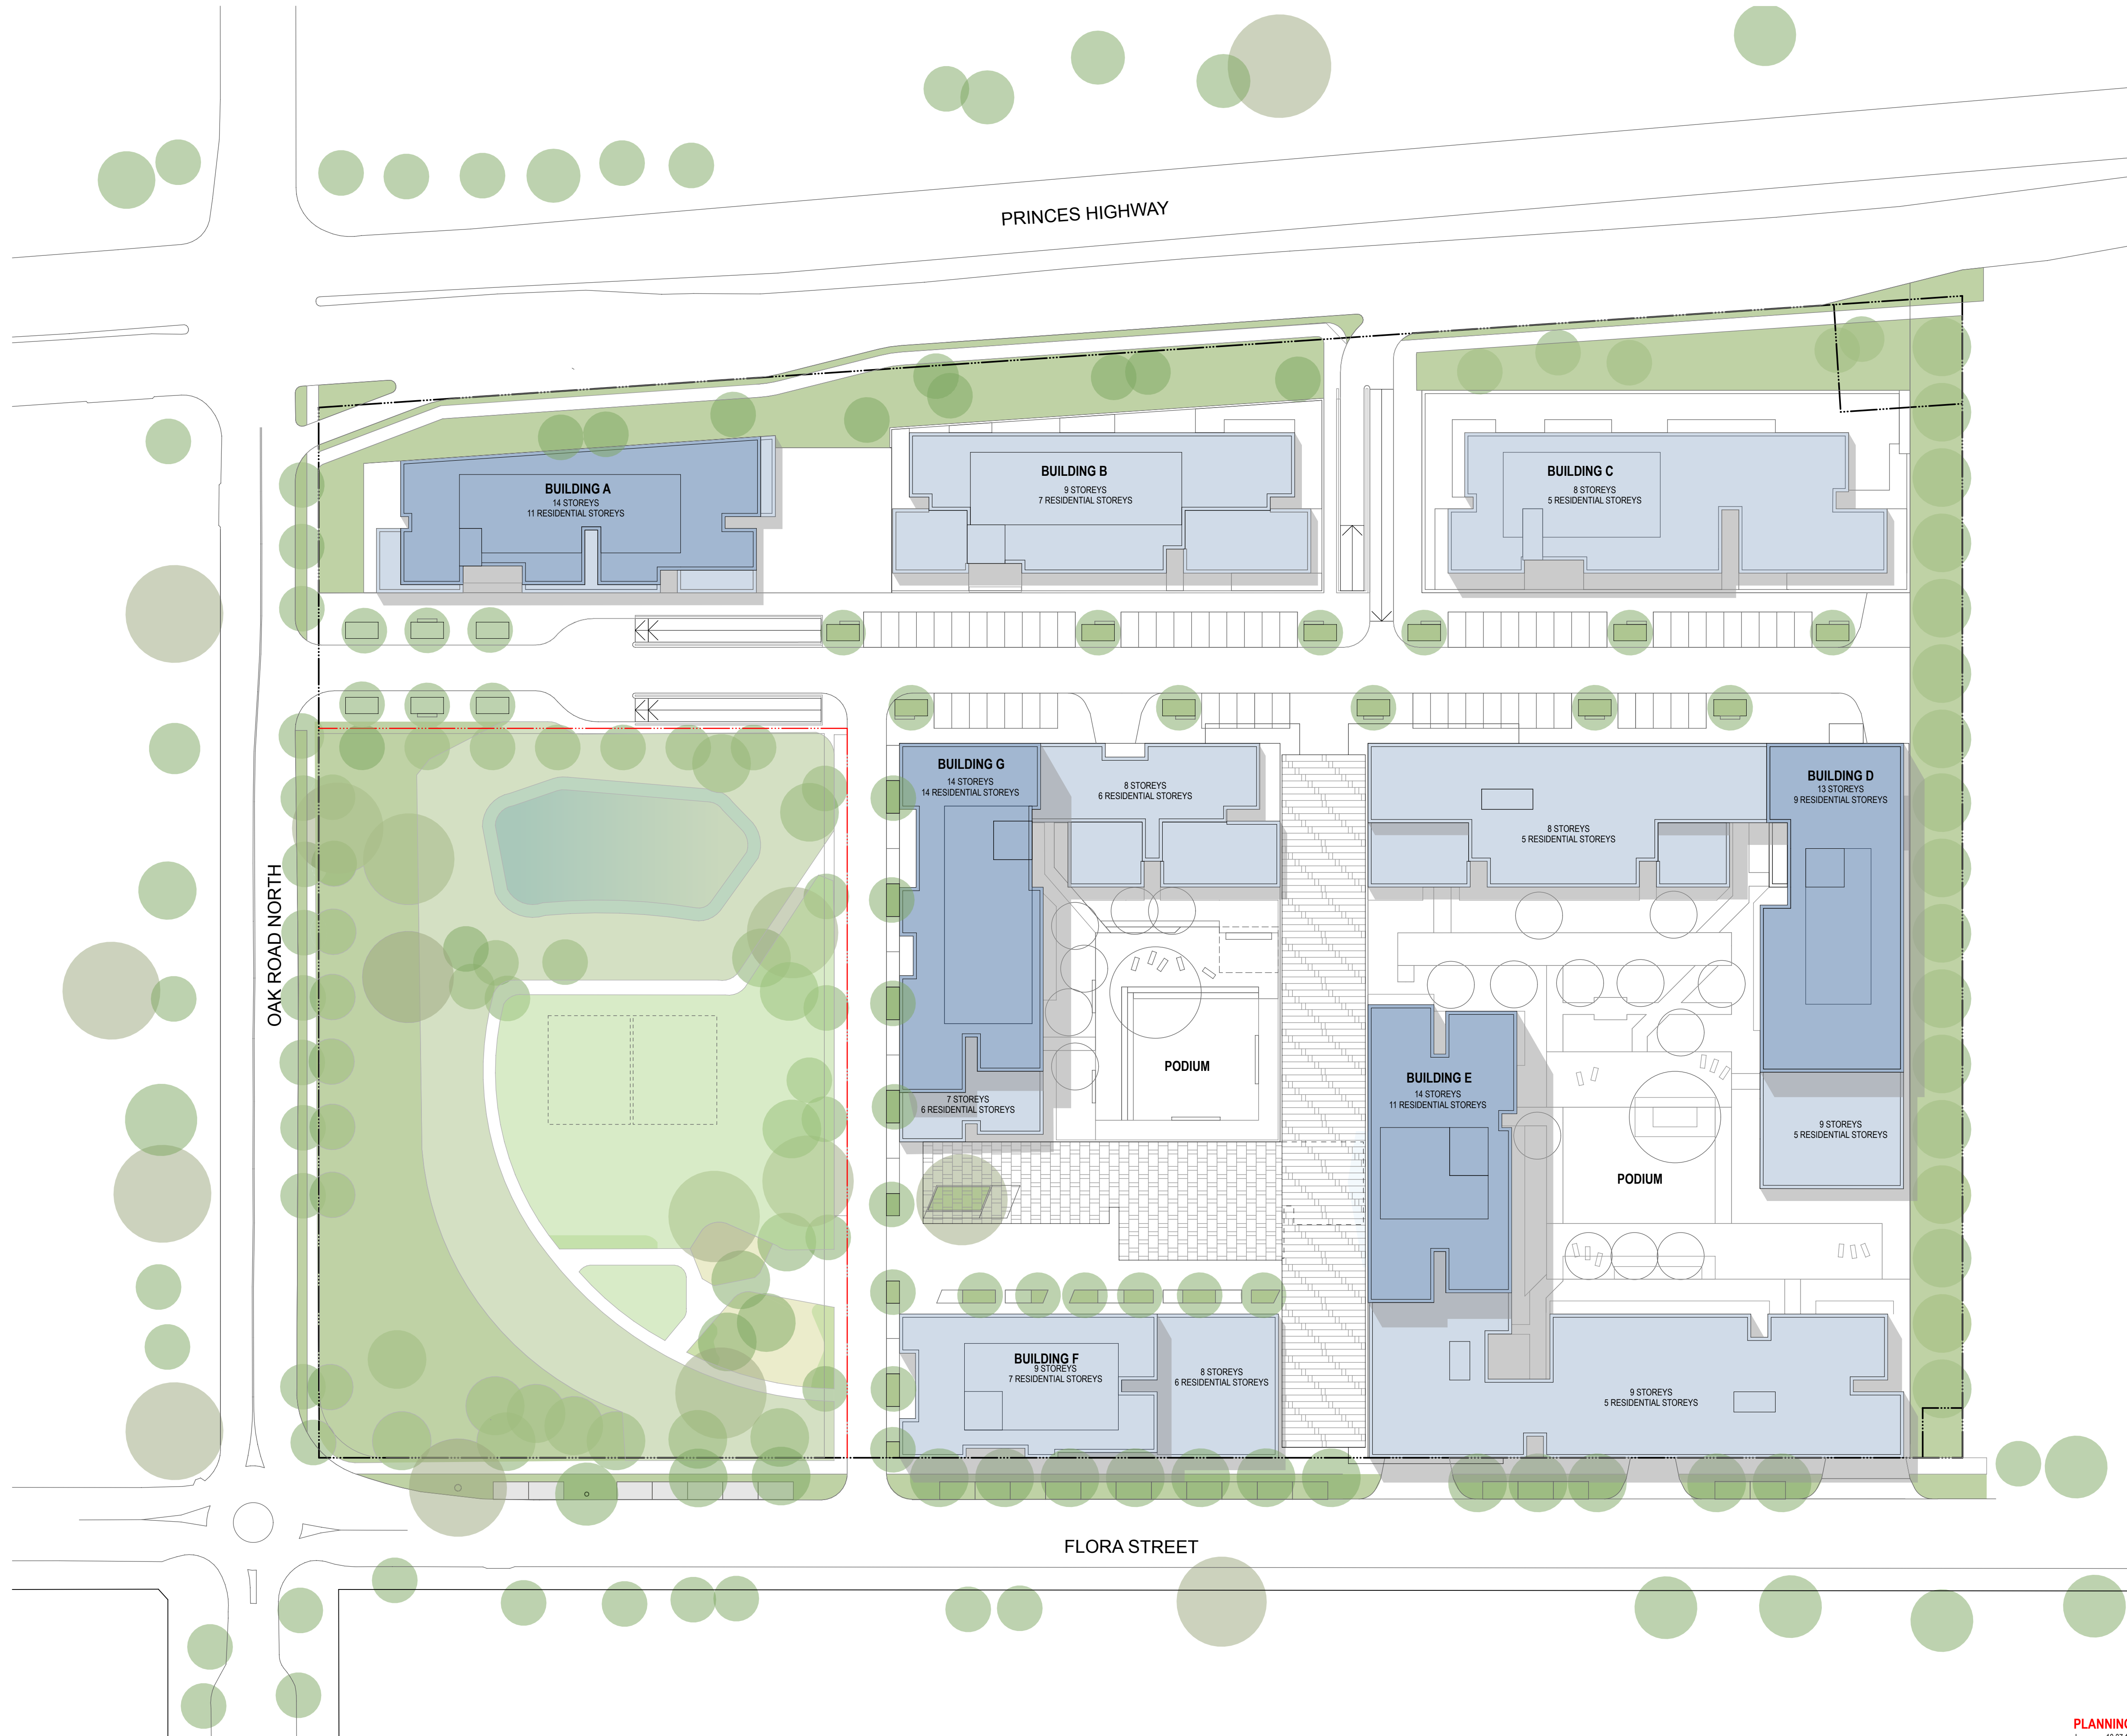 PRINCES HIGHWAY
BUILDING A
14 STOREYS
11 RESIDENTIAL STOREYS
BUILDING B
9 STOREYS
7 RESIDENTIAL STOREYS
BUILDING C
8 STOREYS
5 RESIDENTIAL STOREYS
OAK ROAD NORTH
BUILDING G
14 STOREYS
14 RESIDENTIAL STOREYS
8 STOREYS
6 RESIDENTIAL STOREYS
8 STOREYS
5 RESIDENTIAL STOREYS
BUILDING D
13 STOREYS
9 RESIDENTIAL STOREYS
PODIUM
7 STOREYS
6 RESIDENTIAL STOREYS
BUILDING E
14 STOREYS
11 RESIDENTIAL STOREYS
9 STOREYS
5 RESIDENTIAL STOREYS
PODIUM
BUILDING F
9 STOREYS
7 RESIDENTIAL STOREYS
8 STOREYS
6 RESIDENTIAL STOREYS
9 STOREYS
5 RESIDENTIAL STOREYS
FLORA STREET
PLANNING